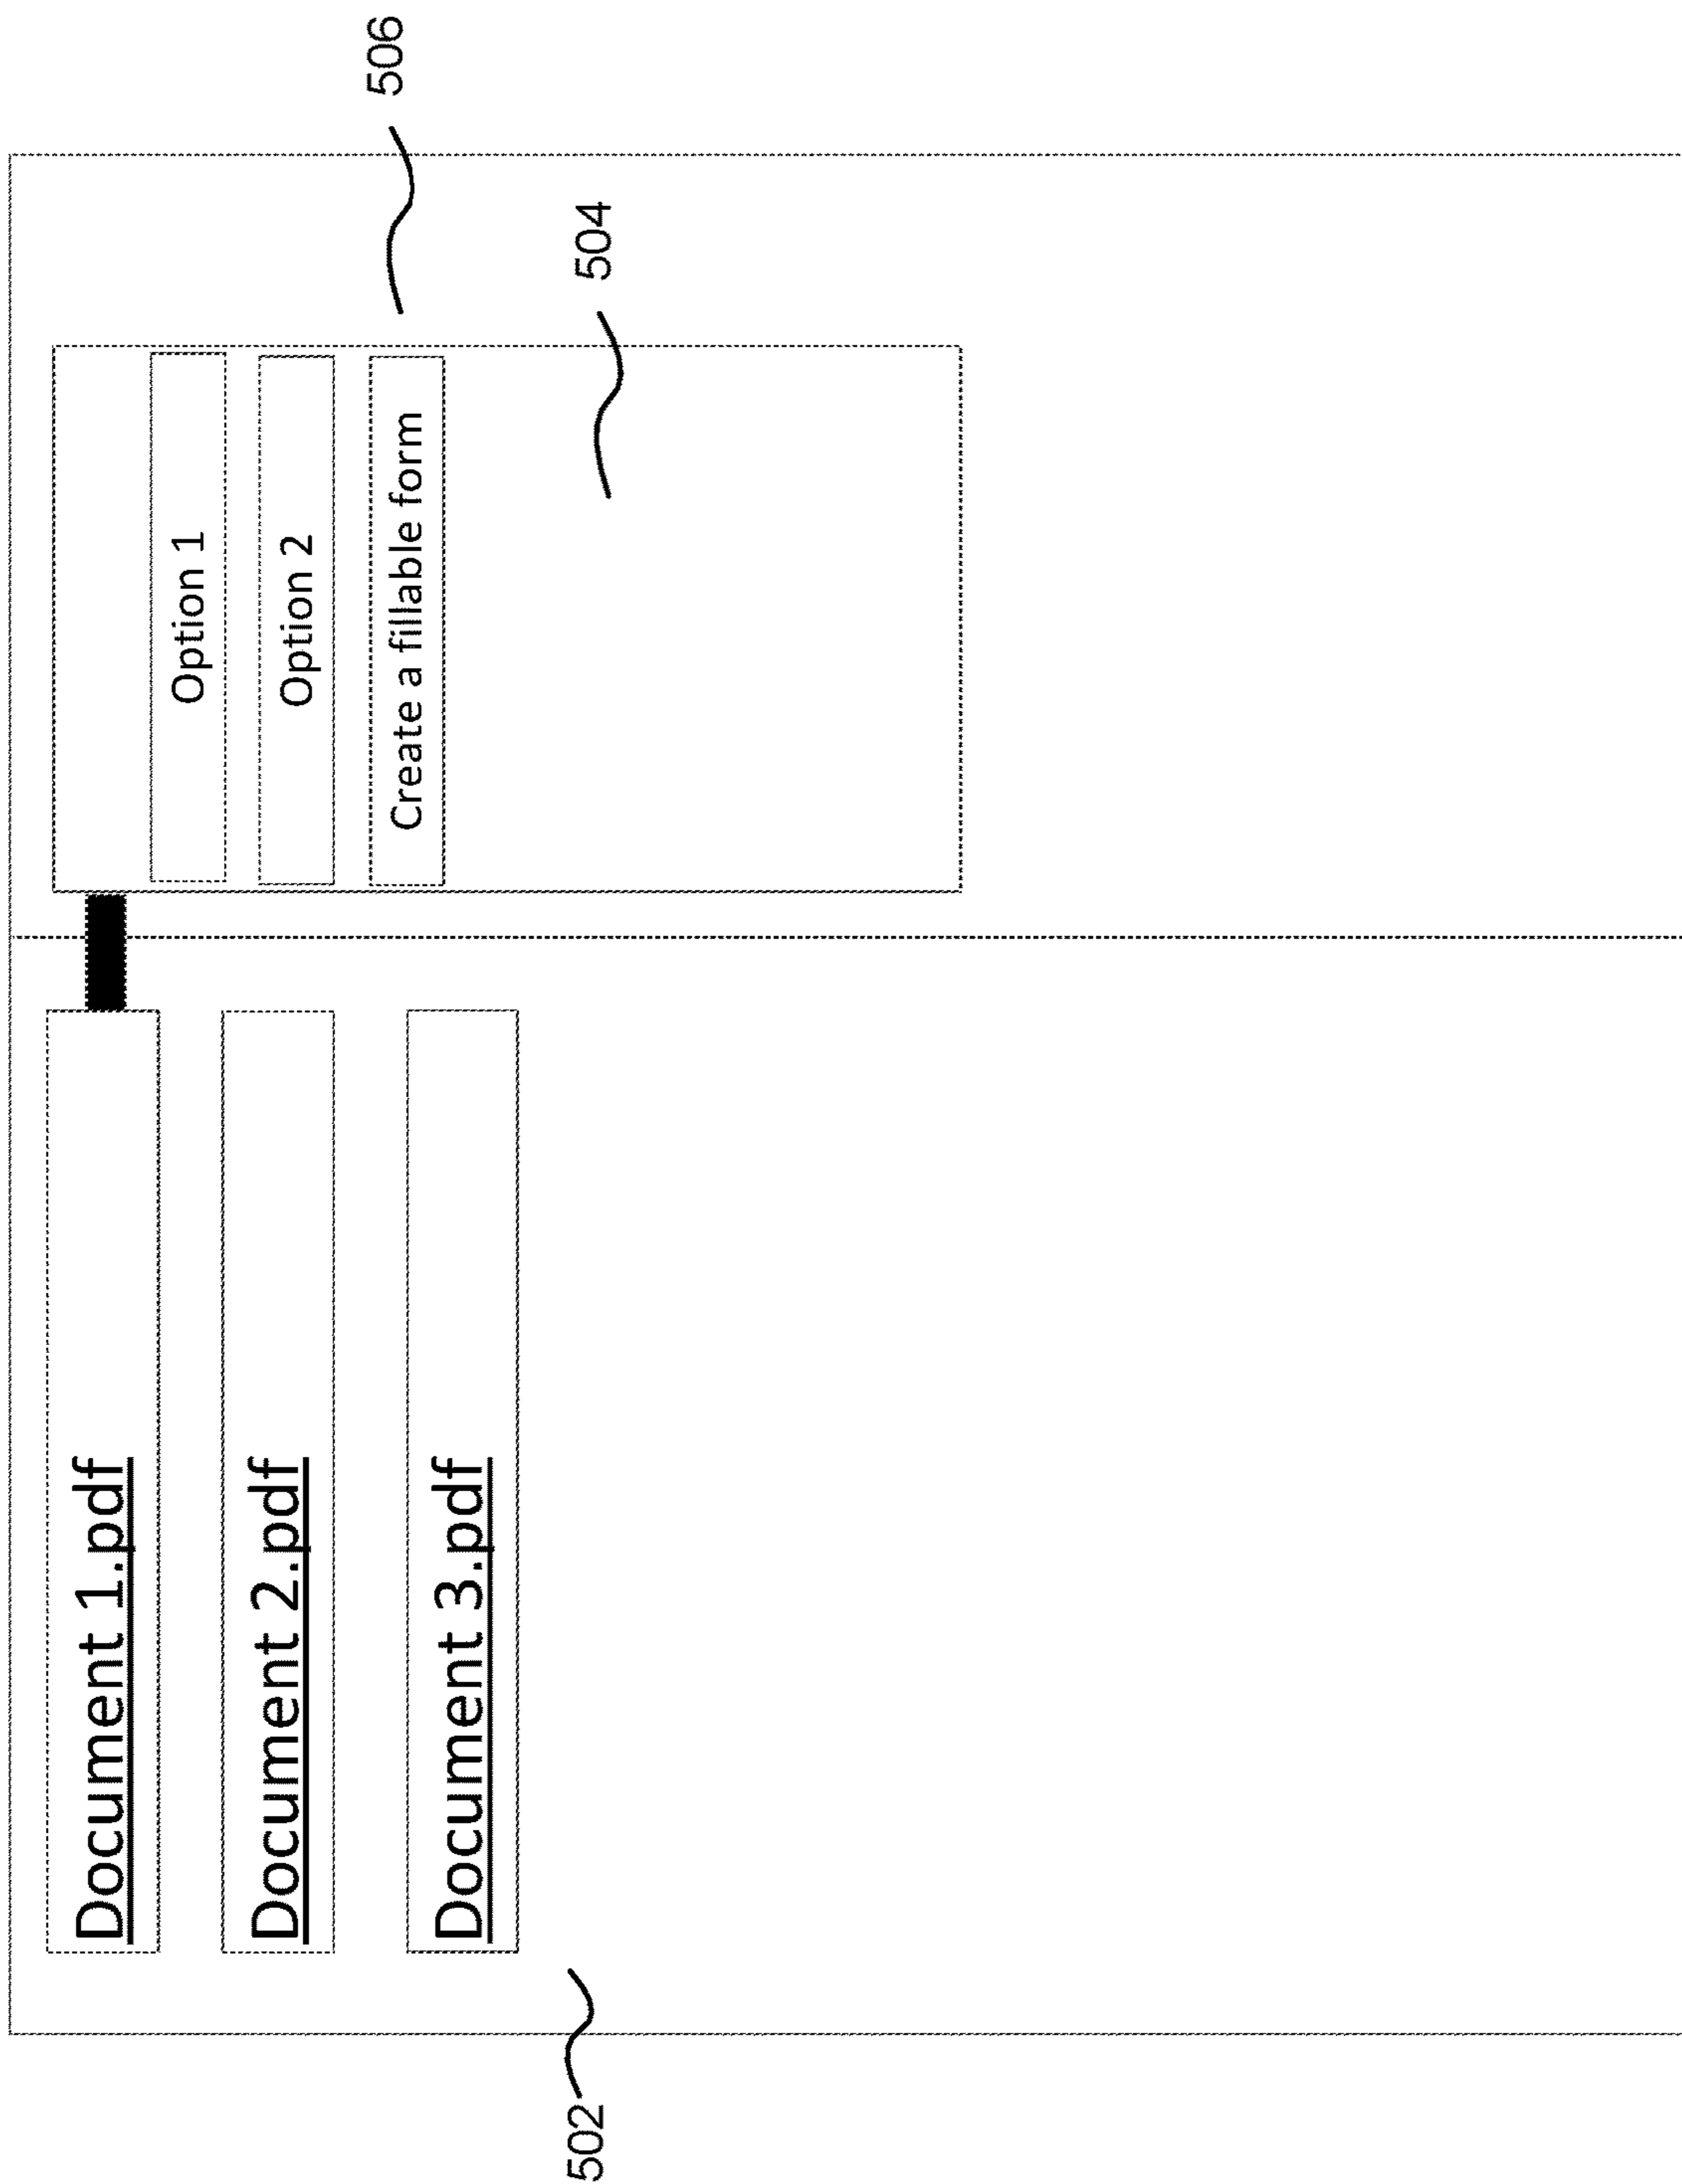 Document 1.pdf
Document 2.pdf
Document 3.pdf
502
Option 1
Option 2
Create a fillable form
506
504